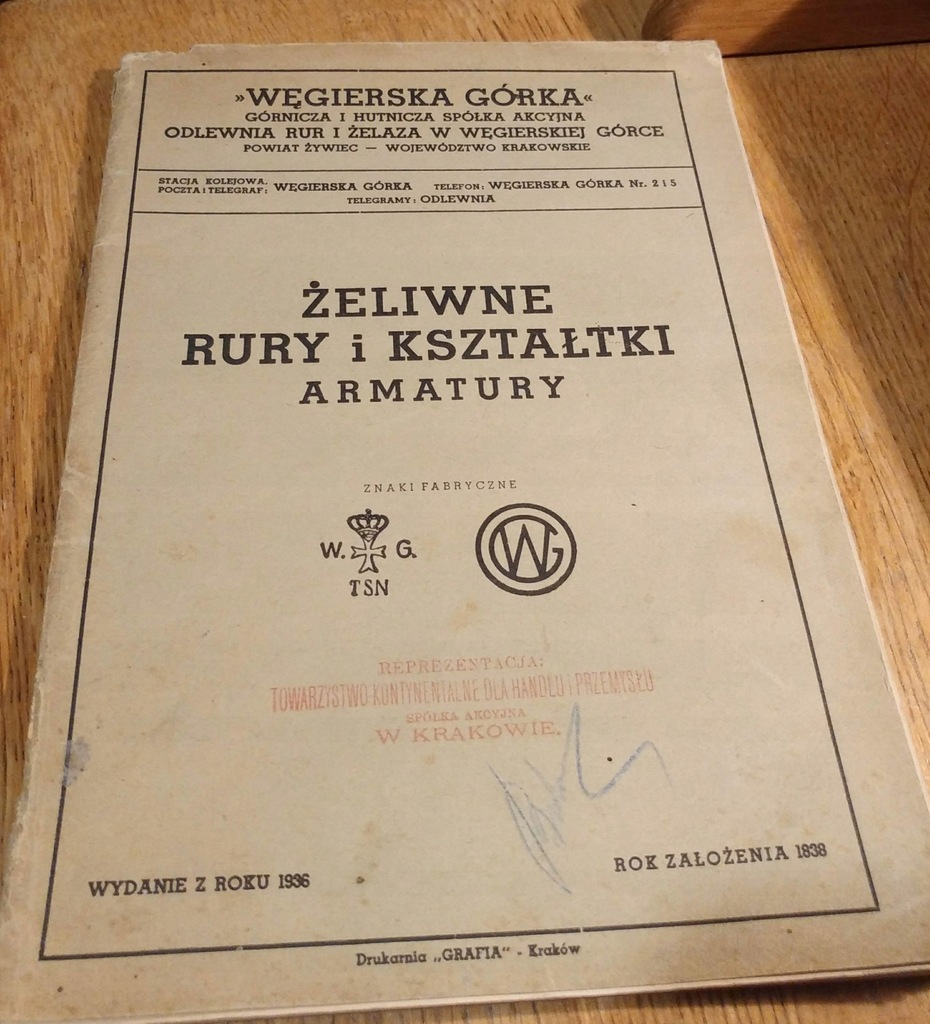 »WĘGIERSKA GÓRKA«
GÓRNICZA I HUTNICZA SPÓŁKA AKCYJNA
ODLEWNIA RUR I ŻELAZA W WĘGIERSKIEJ GÓRCE
POWIAT ŻYWIEC — WOJEWÓDZTWO KRAKOWSKIE
STACJA KOLEJOWA,
POCZTA I TELEGRAF: WĘGIERSKA GÓRKA TELEFON: WĘGIERSKA GÓRKA Nr. 215
TELEGRAMY: ODLEWNIA
ŻELIWNE
RURY i KSZTAŁTKI
ARMATURY
ZNAKI FABRYCZNE
W. G.
TSN
WG
REPREZENTACJA:
TOWARZYSTWO KONTYNENTALNE DLA HANDLU I PRZEMYSŁU
SPÓŁKA AKCYJNA
W KRAKOWIE.
WYDANIE Z ROKU 1936
ROK ZAŁOŻENIA 1838
Drukarnia „GRAFIA" - Kraków